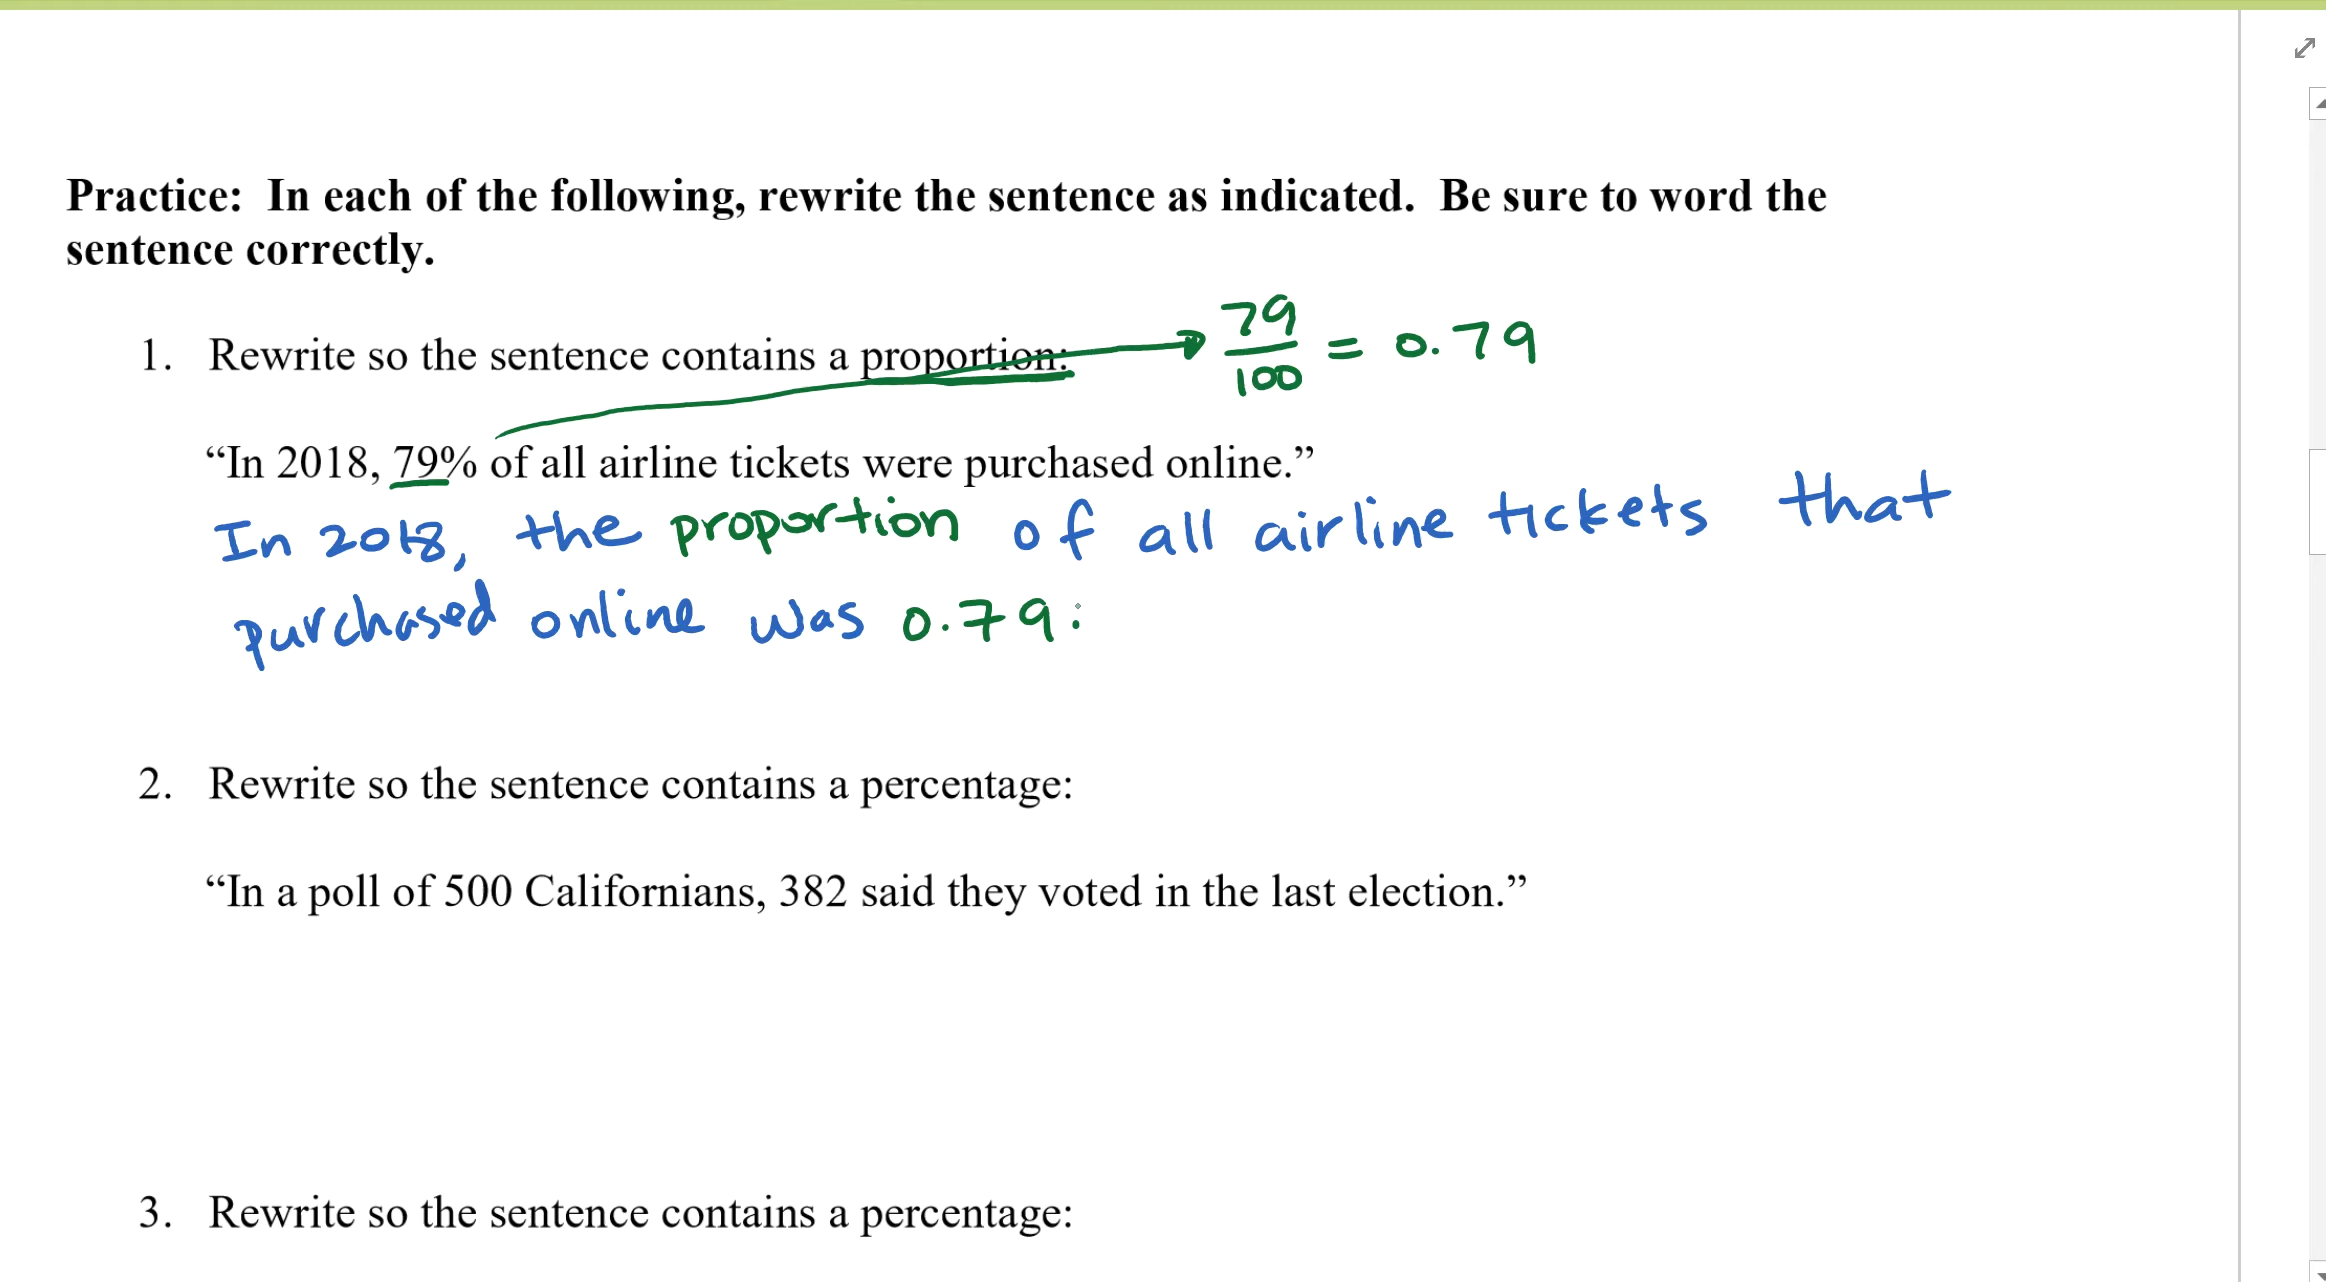 Practice: In each of the following, rewrite the sentence as indicated. Be sure to word the
sentence correctly.
1. Rewrite so the sentence contains a proportion: 79/100 = 0.79
“In 2018, 79% of all airline tickets were purchased online.”
In 2018, the proportion of all airline tickets that
purchased online was 0.79:
2. Rewrite so the sentence contains a percentage:
“In a poll of 500 Californians, 382 said they voted in the last election.”
3. Rewrite so the sentence contains a percentage: